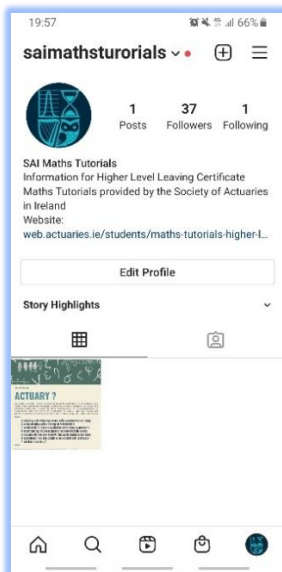 19:57
66%
saimathsturorials
1 37 1
Posts Followers Following
SAI Maths Tutorials
Information for Higher Level Leaving Certificate
Maths Tutorials provided by the Society of Actuaries
in Ireland
Website:
web.actuaries.ie/students/maths-tutorials-higher-l...
Edit Profile
Story Highlights
ACTUARY ?